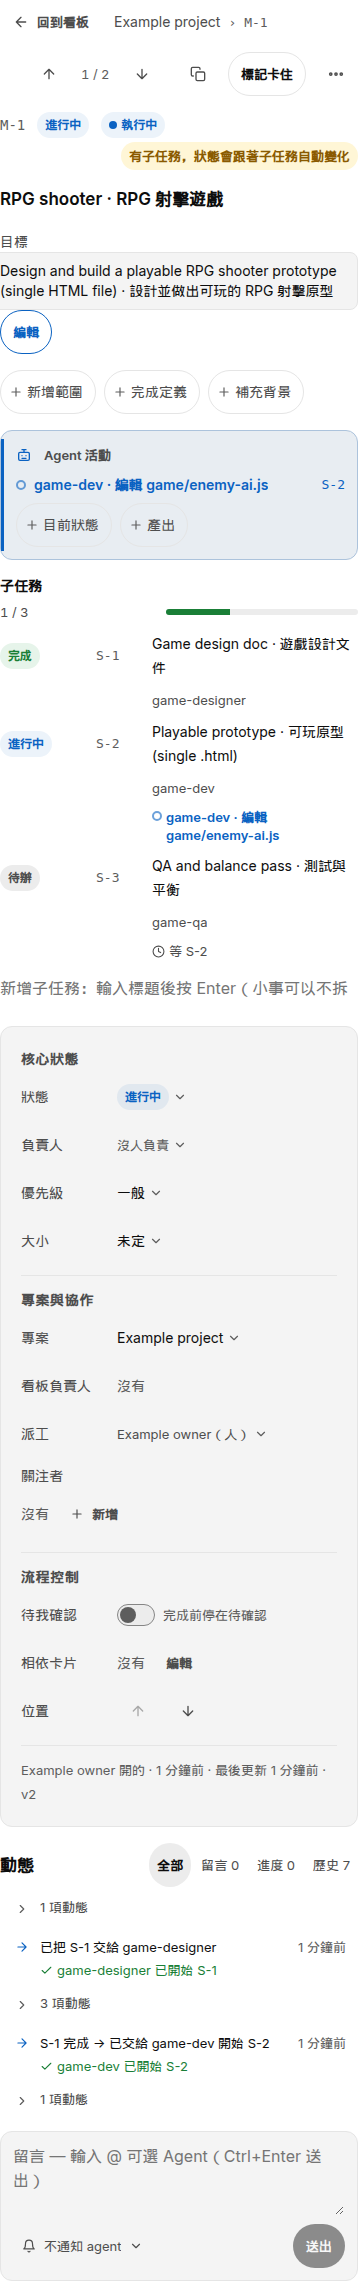 回到看板 Example project › M-1
1 / 2 標記卡住
M-1 進行中 執行中
有子任務，狀態會跟著子任務自動變化
RPG shooter · RPG 射擊遊戲
目標
Design and build a playable RPG shooter prototype
(single HTML file) · 設計並做出可玩的 RPG 射擊原型
編輯
新增範圍 完成定義 補充背景
Agent 活動
game-dev · 編輯 game/enemy-ai.js S-2
目前狀態 產出
子任務
1 / 3
完成 S-1 Game design doc · 遊戲設計文
件
game-designer
進行中 S-2 Playable prototype · 可玩原型
(single .html)
game-dev
game-dev · 編輯
game/enemy-ai.js
待辦 S-3 QA and balance pass · 測試與
平衡
game-qa
等 S-2
新增子任務：輸入標題後按 Enter（小事可以不拆
核心狀態
狀態 進行中
負責人 沒人負責
優先級 一般
大小 未定
專案與協作
專案 Example project
看板負責人 沒有
派工 Example owner（人）
關注者
沒有 新增
流程控制
待我確認 完成前停在待確認
相依卡片 沒有 編輯
位置
Example owner 開的 · 1 分鐘前 · 最後更新 1 分鐘前 ·
v2
動態 全部 留言 0 進度 0 歷史 7
1 項動態
已把 S-1 交給 game-designer 1 分鐘前
game-designer 已開始 S-1
3 項動態
S-1 完成 → 已交給 game-dev 開始 S-2 1 分鐘前
game-dev 已開始 S-2
1 項動態
留言 — 輸入 @ 可選 Agent（Ctrl+Enter 送
出）
不通知 agent 送出